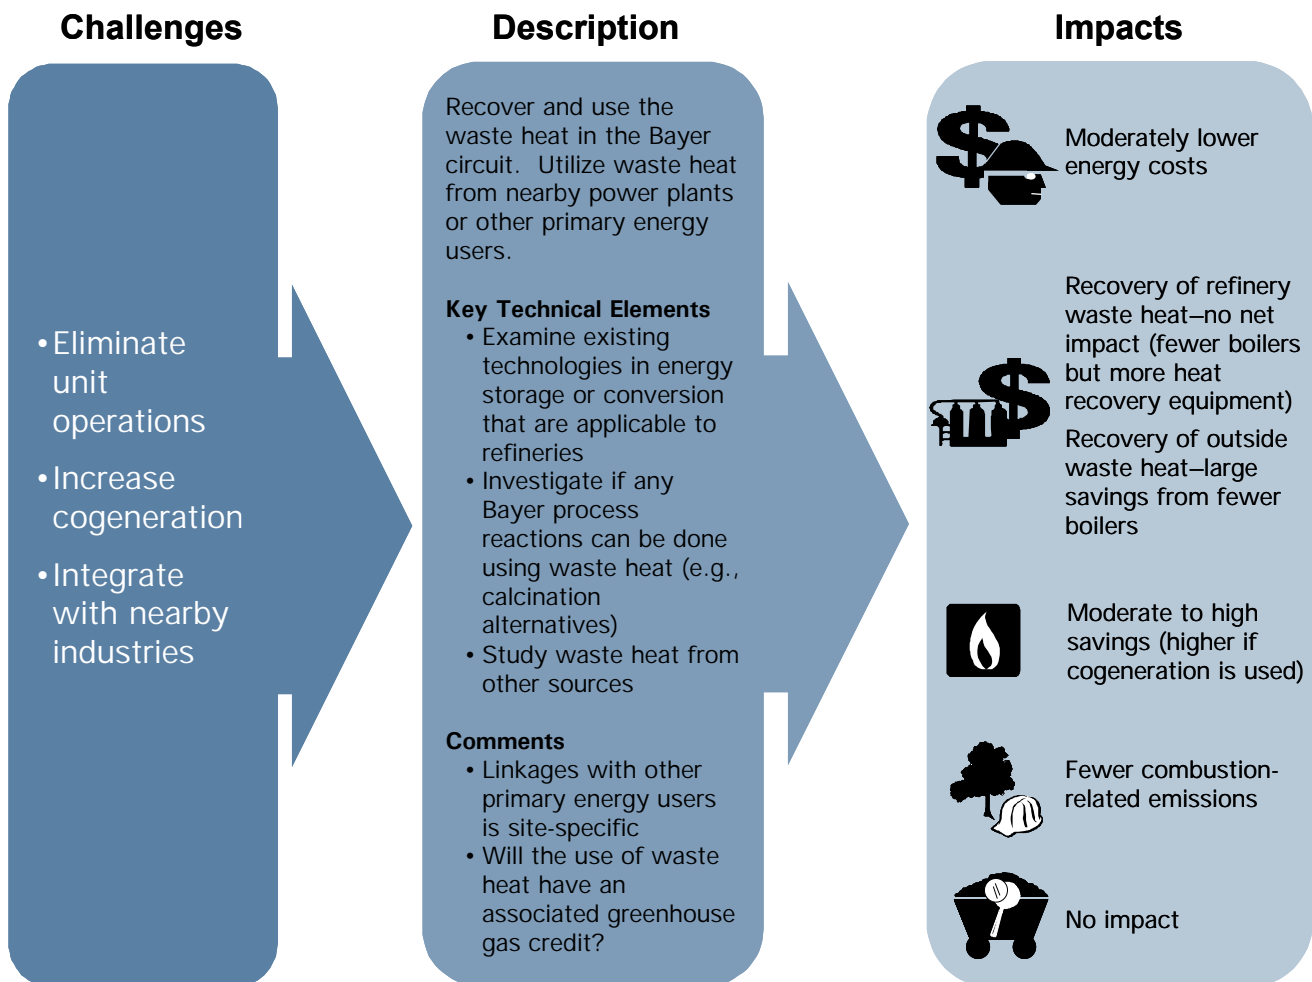 Challenges
• Eliminate
unit
operations
• Increase
cogeneration
• Integrate
with nearby
industries
Description
Recover and use the
waste heat in the Bayer
circuit. Utilize waste heat
from nearby power plants
or other primary energy
users.
Key Technical Elements
• Examine existing
technologies in energy
storage or conversion
that are applicable to
refineries
• Investigate if any
Bayer process
reactions can be done
using waste heat (e.g.,
calcination
alternatives)
• Study waste heat from
other sources
Comments
• Linkages with other
primary energy users
is site-specific
• Will the use of waste
heat have an
associated greenhouse
gas credit?
Impacts
$
Moderately lower
energy costs
$
Recovery of refinery
waste heat–no net
impact (fewer boilers
but more heat
recovery equipment)
Recovery of outside
waste heat–large
savings from fewer
boilers
Moderate to high
savings (higher if
cogeneration is used)
Fewer combustion-
related emissions
No impact